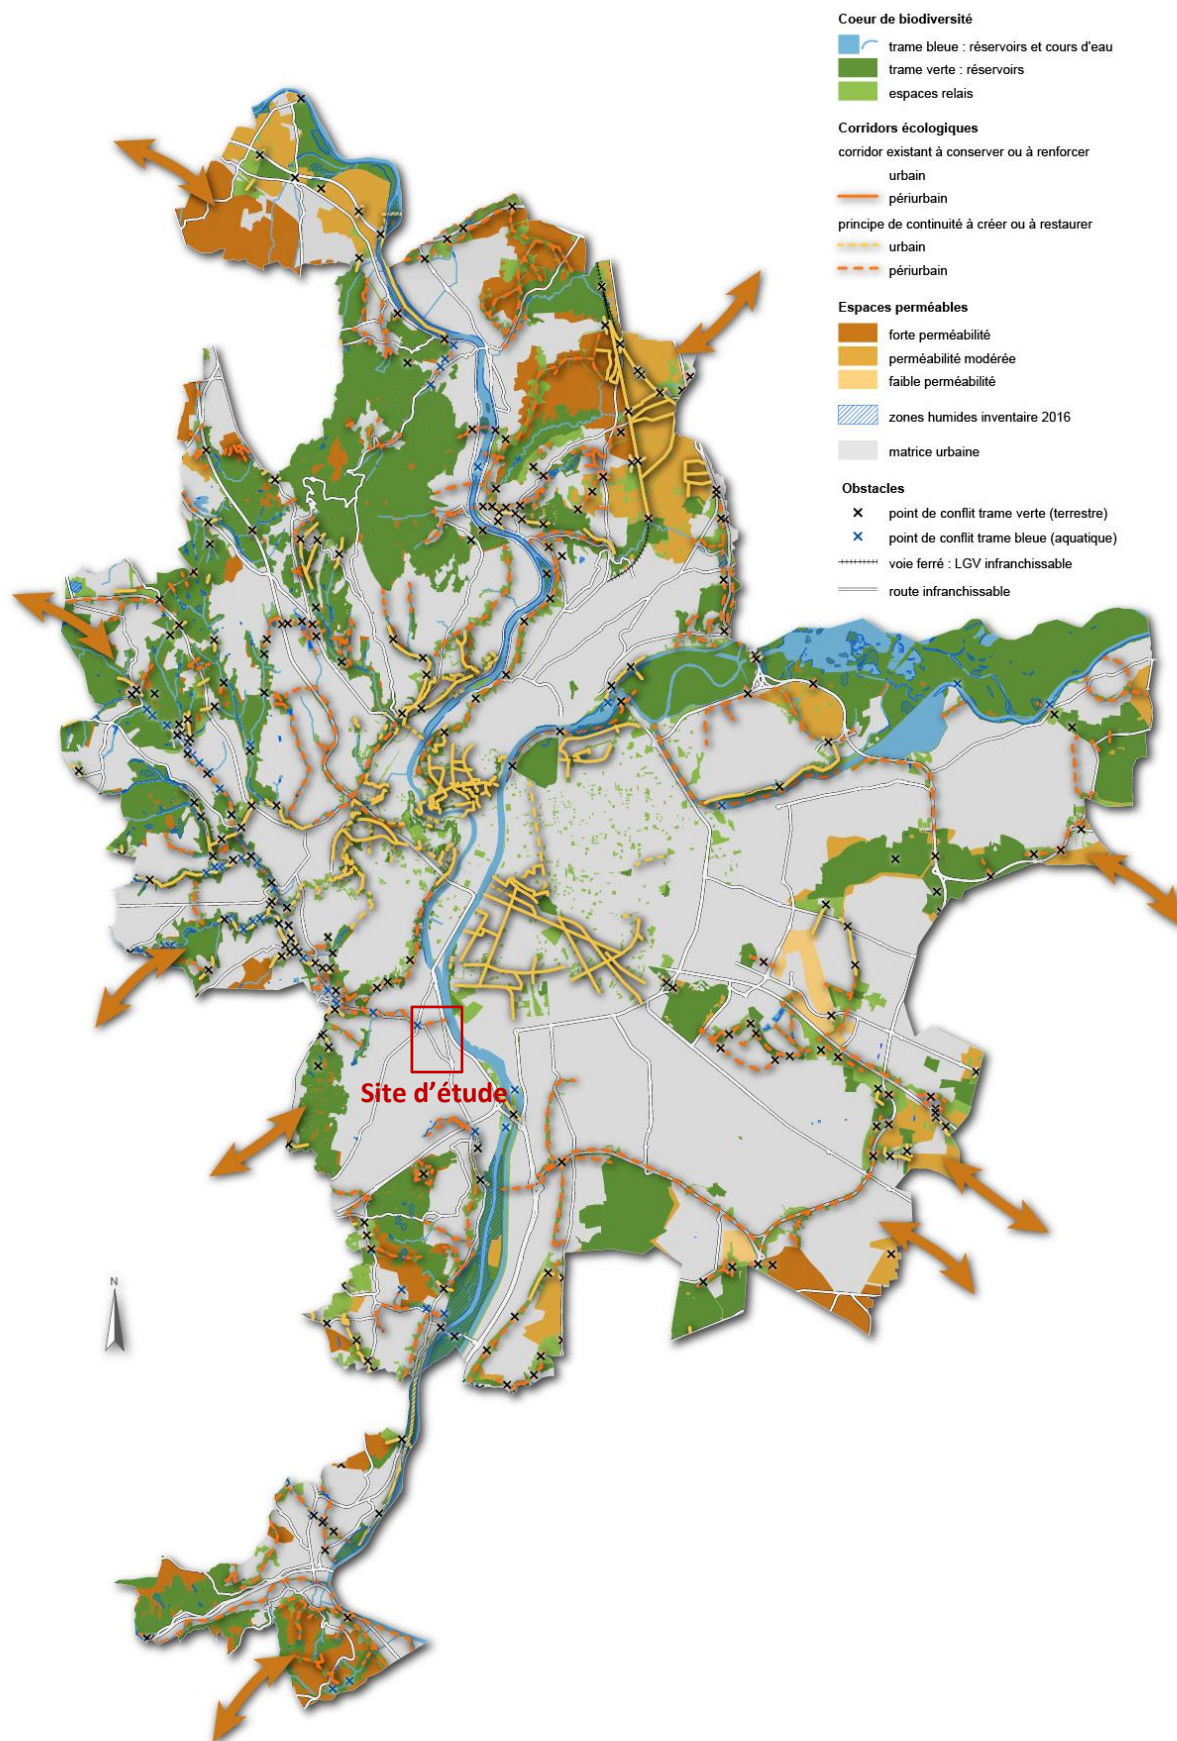 Coeur de biodiversité
trame bleue : réservoirs et cours d'eau
trame verte : réservoirs
espaces relais
Corridors écologiques
corridor existant à conserver ou à renforcer
urbain
périurbain
principe de continuité à créer ou à restaurer
urbain
périurbain
Espaces perméables
forte perméabilité
perméabilité modérée
faible perméabilité
zones humides inventaire 2016
matrice urbaine
Obstacles
point de conflit trame verte (terrestre)
point de conflit trame bleue (aquatique)
voie ferré : LGV infranchissable
route infranchissable
Site d'étude
N